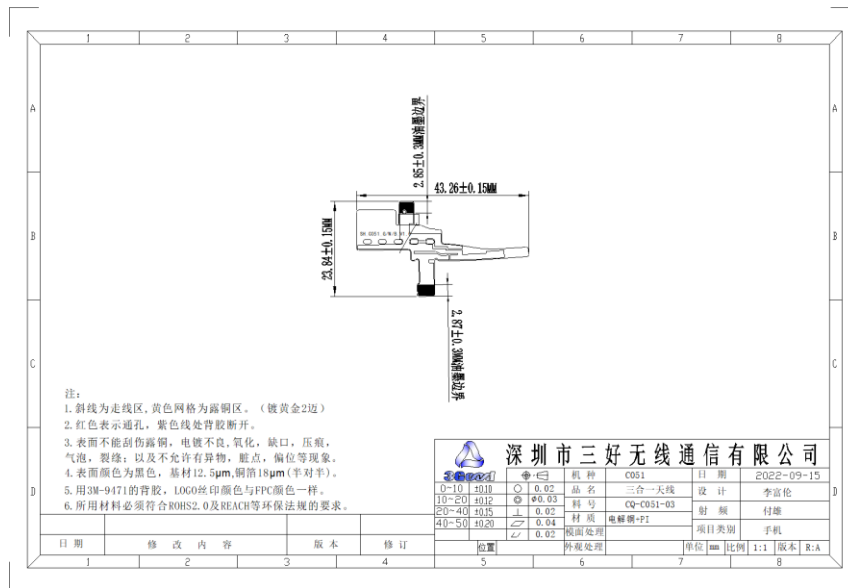 1 2 3 4 5 6 7 8
A A
B B
C C
D D
2.85±0.3MM油墨边界
43.26±0.15MM
23.84±0.15MM
SH C051 G/W/B V1
2.87±0.3MM油墨边界
注:
1.斜线为走线区,黄色网格为露铜区。（镀黄金2迈）
2.红色表示通孔，紫色线处背胶断开。
3.表面不能刮伤露铜，电镀不良,氧化，缺口，压痕，
气泡，裂缘；以及不允许有异物，脏点，偏位等现象。
4.表面颜色为黑色，基材12.5μm,铜箔18μm(半对半)。
5.用3M-9471的背胶，LOGO丝印颜色与FPC颜色一样。
6.所用材料必须符合ROHS2.0及REACH等环保法规的要求。
日期 修改内容 版本 修订
深圳市三好无线通信有限公司
3Good
机种 C051 日期 2022-09-15
0-10 ±0.10 0.02 品名 三合一天线 设计 李富伦
10-20 ±0.12 Φ0.03 料号 CQ-C051-03 射频 付雄
20-40 ±0.15 0.02 材质 电解铜+PI
40-50 ±0.20 0.04 模面处理 项目类别 手机
0.02
位置 外观处理 单位 mm 比例 1:1 版本 R:A
1 2 3 4 5 6 7 8